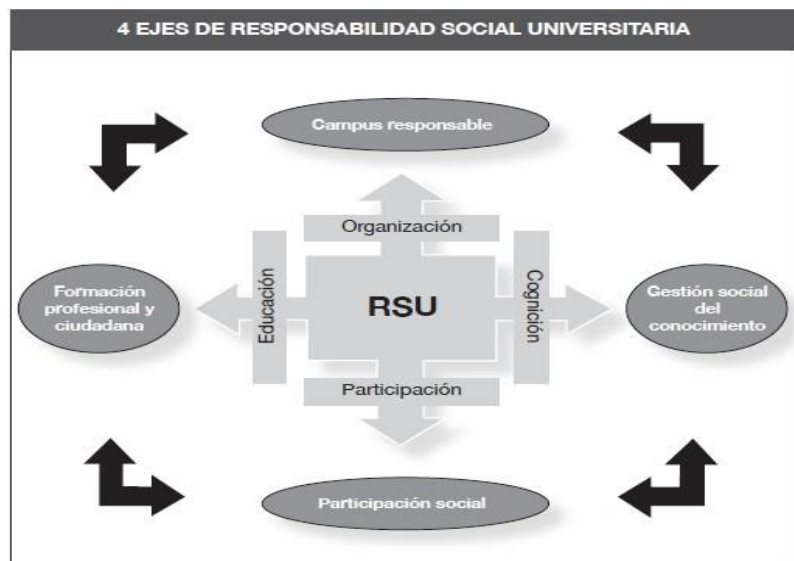 4 EJES DE RESPONSABILIDAD SOCIAL UNIVERSITARIA
Campus responsable
Organización
Formación
profesional y
ciudadana
Educación
RSU
Cognición
Gestión social
del
conocimiento
Participación
Participación social